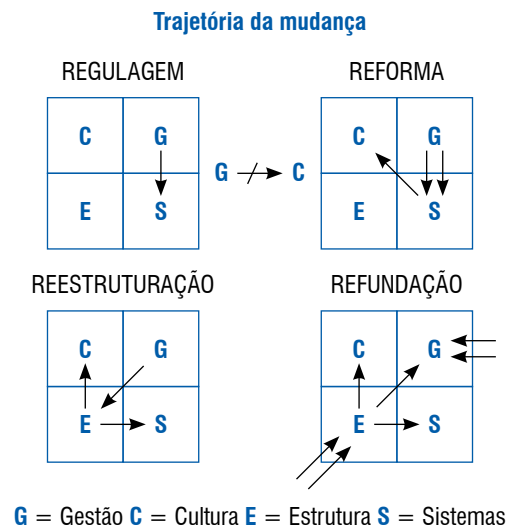 Trajetória da mudança
REGULAGEM
REFORMA
C G
E S
G C
C G
E S
REESTRUTURAÇÃO
REFUNDAÇÃO
C G
E S
C G
E S
G = Gestão C = Cultura E = Estrutura S = Sistemas